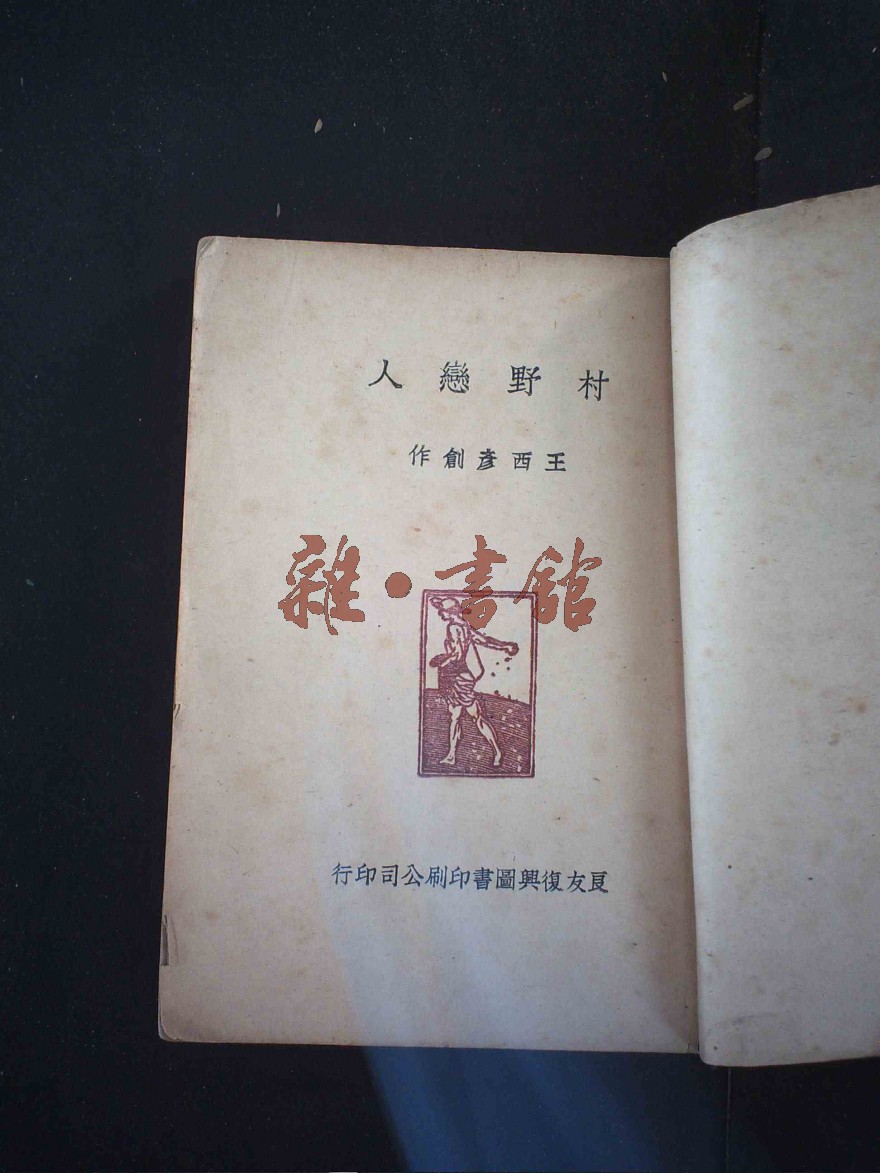 村野戀人
王西彥創作
雜·書館
良友復興圖書印刷公司印行